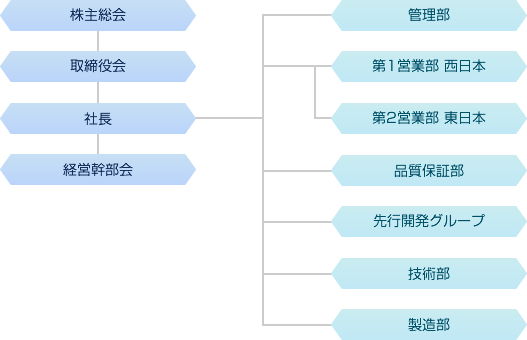 株主総会
取締役会
社長
経営幹部会
管理部
第1営業部 西日本
第2営業部 東日本
品質保証部
先行開発グループ
技術部
製造部